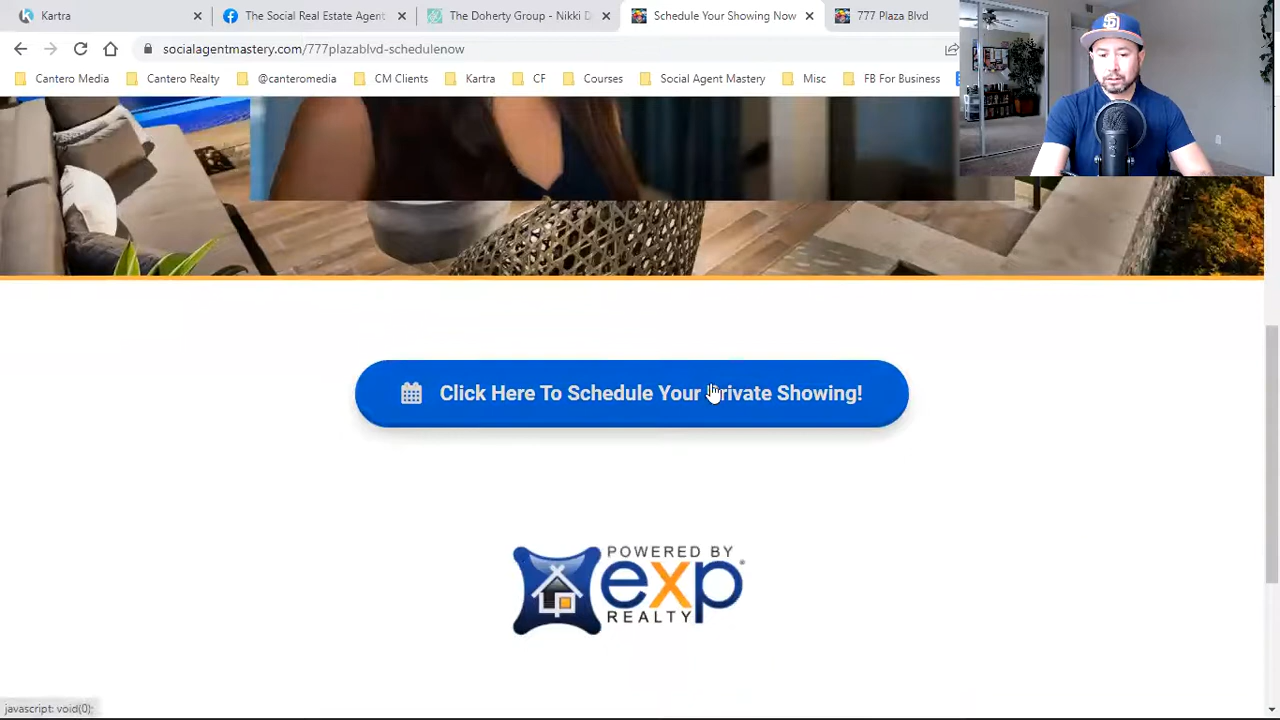 Kartra
The Social Real Estate Agent
The Doherty Group - Nikki D
Schedule Your Showing Now
777 Plaza Blvd
socialagentmastery.com/777plazablvd-schedulenow
Cantero Media
Cantero Realty
@canteromedia
CM Clie
Kartra
CF
Courses
Social Agent Mastery
Misc
FB For Business
SD
Click Here To Schedule Your Private Showing!
POWERED BY
exp
REALTY
javascript: void(0);